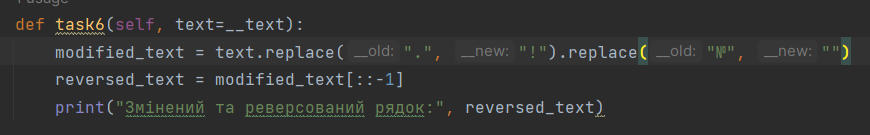 def task6(self, text=__text):
modified_text = text.replace( __old: ".", __new: "!").replace( __old: "№", __new: "")
reversed_text = modified_text[::-1]
print("Змінений та реверсований рядок:", reversed_text)